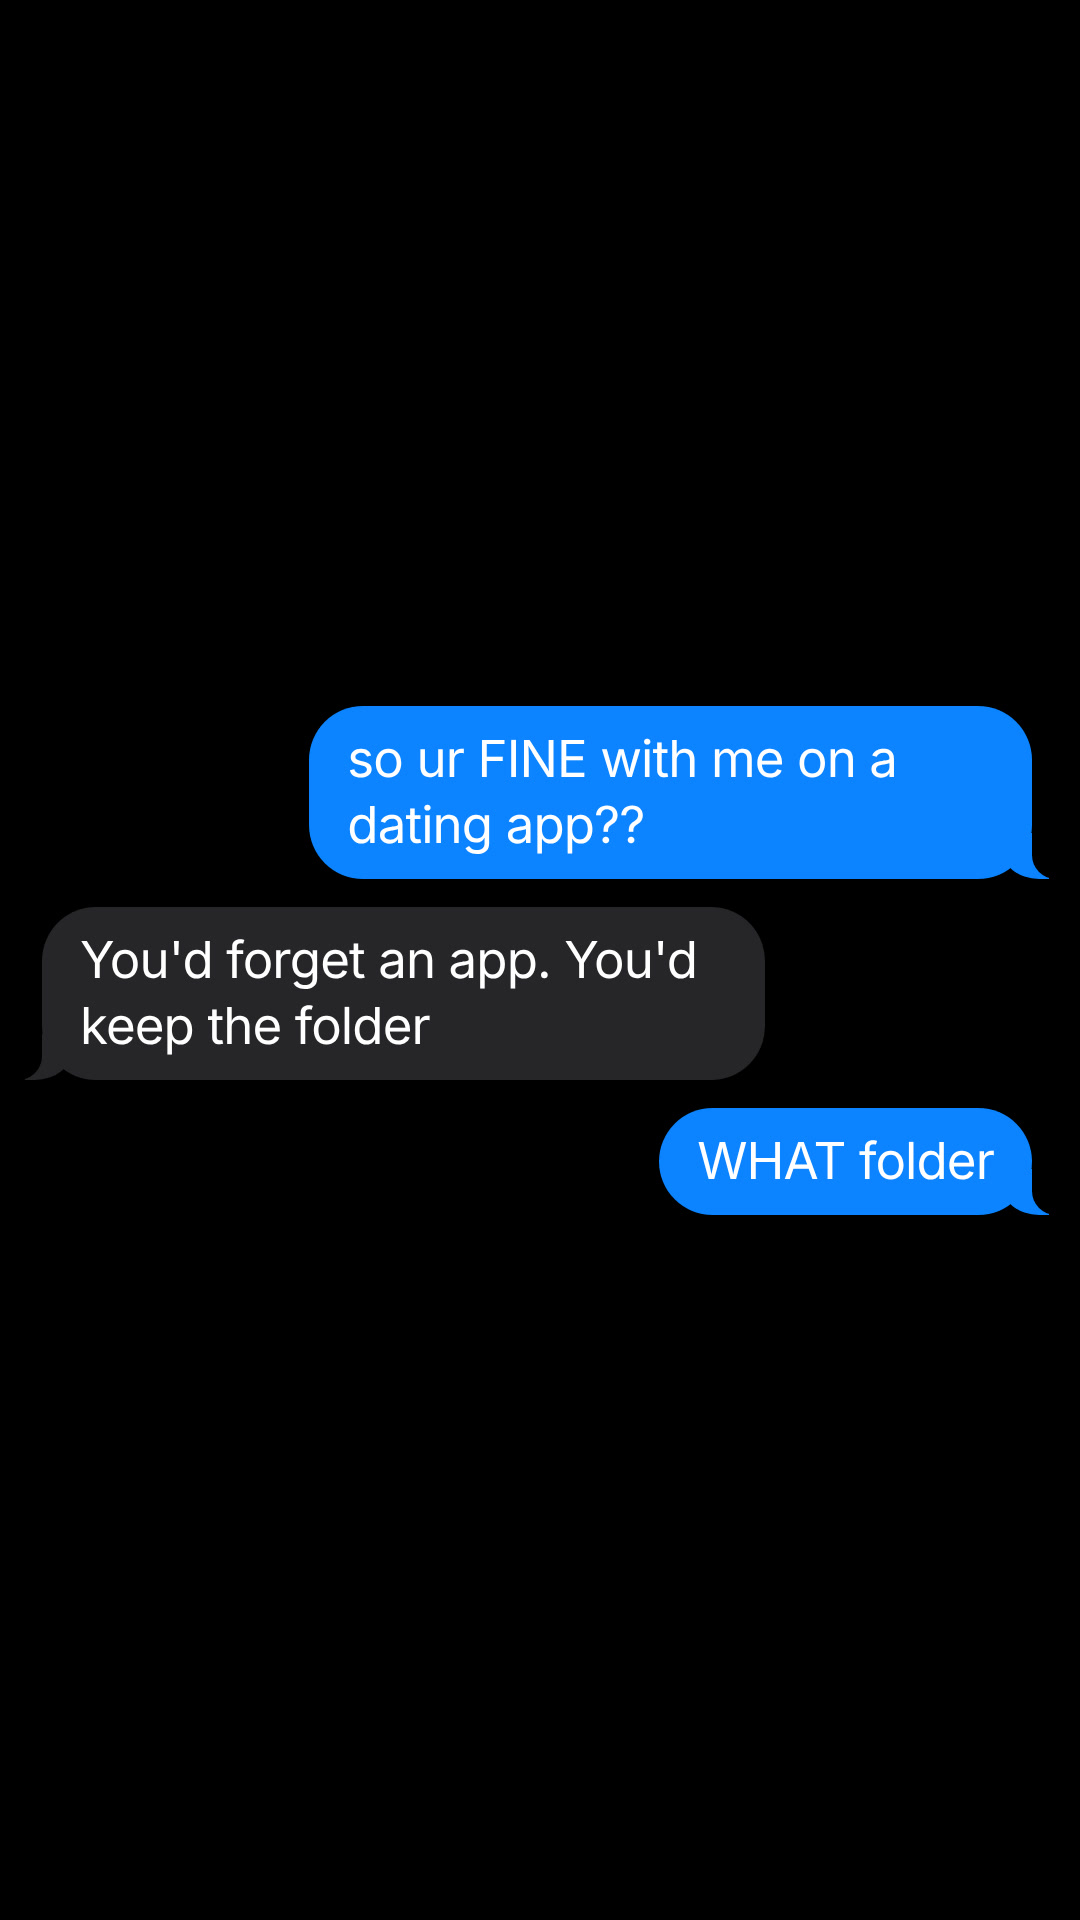 so ur FINE with me on a
dating app??
You'd forget an app. You'd
keep the folder
WHAT folder